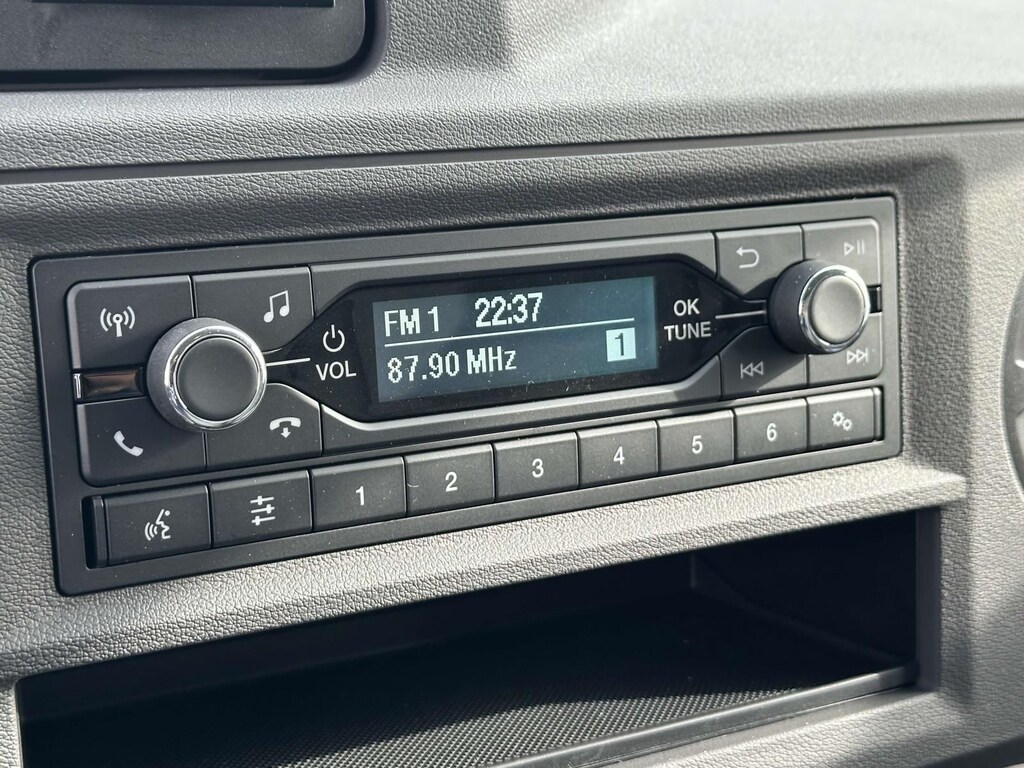 FM 1 22:37
87.90 MHz 1
VOL
OK
TUNE
1 2 3 4 5 6